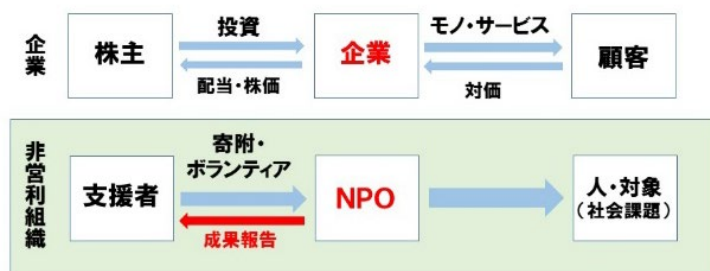 企業
株主
投資
配当・株価
企業
モノ・サービス
対価
顧客
非営利組織
支援者
寄附・
ボランティア
成果報告
NPO
人・対象
(社会課題)